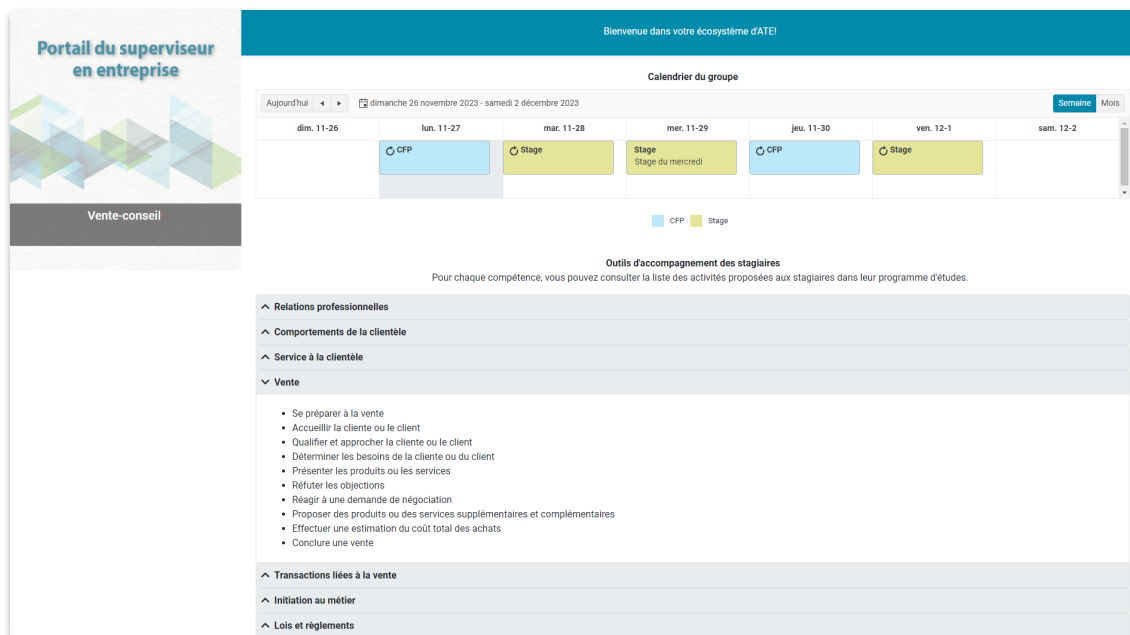 Portail du superviseur
en entreprise
Vente-conseil
Bienvenue dans votre écosystème d'ATE!
Calendrier du groupe
Aujourd'hui dimanche 26 novembre 2023 - samedi 2 décembre 2023 Semaine Mois
dim. 11-26 lun. 11-27 mar. 11-28 mer. 11-29 jeu. 11-30 ven. 12-1 sam. 12-2
CFP Stage Stage CFP Stage
Stage du mercredi
CFP Stage
Outils d'accompagnement des stagiaires
Pour chaque compétence, vous pouvez consulter la liste des activités proposées aux stagiaires dans leur programme d'études.
Relations professionnelles
Comportements de la clientèle
Service à la clientèle
Vente
Se préparer à la vente
Accueillir la cliente ou le client
Qualifier et approcher la cliente ou le client
Déterminer les besoins de la cliente ou du client
Présenter les produits ou les services
Réfuter les objections
Réagir à une demande de négociation
Proposer des produits ou des services supplémentaires et complémentaires
Effectuer une estimation du coût total des achats
Conclure une vente
Transactions liées à la vente
Initiation au métier
Lois et règlements